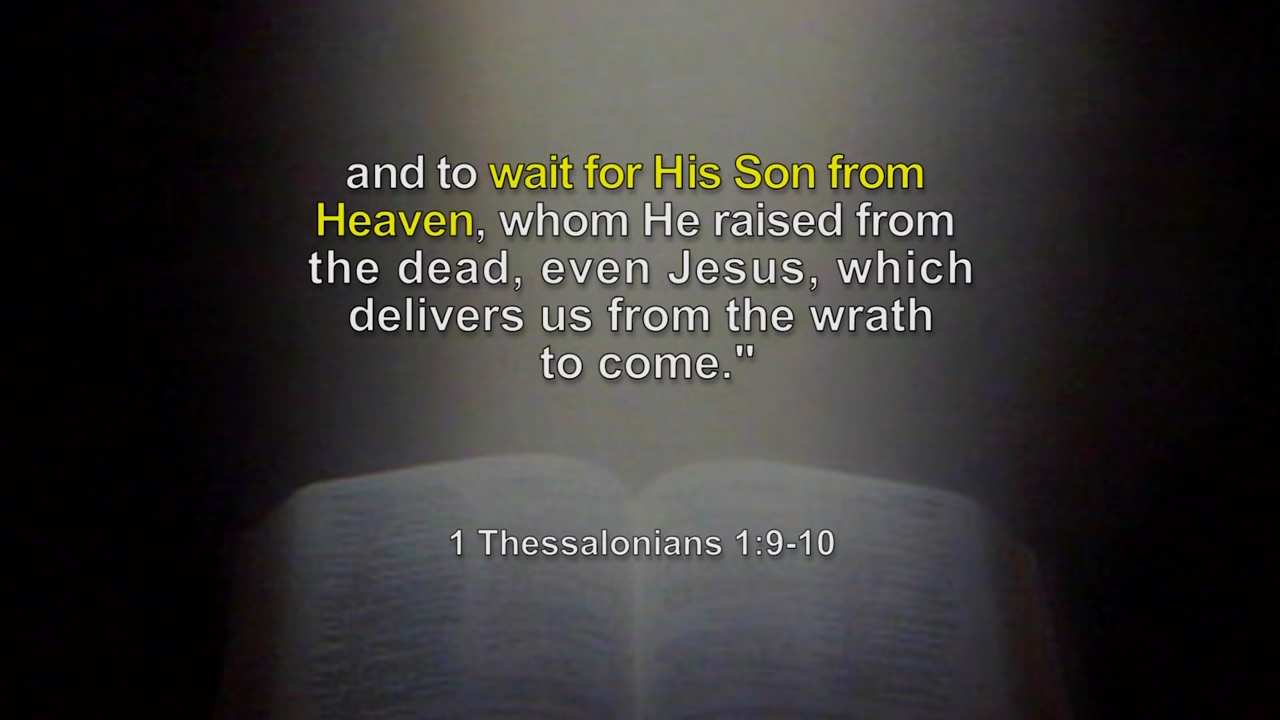 and to wait for His Son from
Heaven, whom He raised from
the dead, even Jesus, which
delivers us from the wrath
to come."
1 Thessalonians 1:9-10